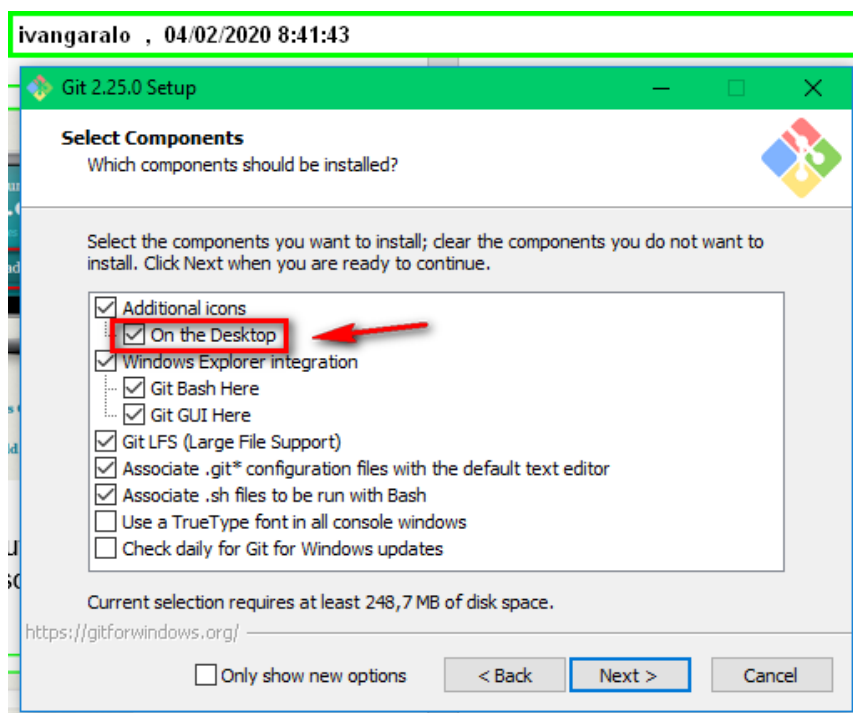 ivangaralo , 04/02/2020 8:41:43
Git 2.25.0 Setup
Select Components
Which components should be installed?
Select the components you want to install; clear the components you do not want to
install. Click Next when you are ready to continue.
Additional icons
On the Desktop
Windows Explorer integration
Git Bash Here
Git GUI Here
Git LFS (Large File Support)
Associate .git* configuration files with the default text editor
Associate .sh files to be run with Bash
Use a TrueType font in all console windows
Check daily for Git for Windows updates
Current selection requires at least 248,7 MB of disk space.
https://gitforwindows.org/
Only show new options
< Back
Next >
Cancel